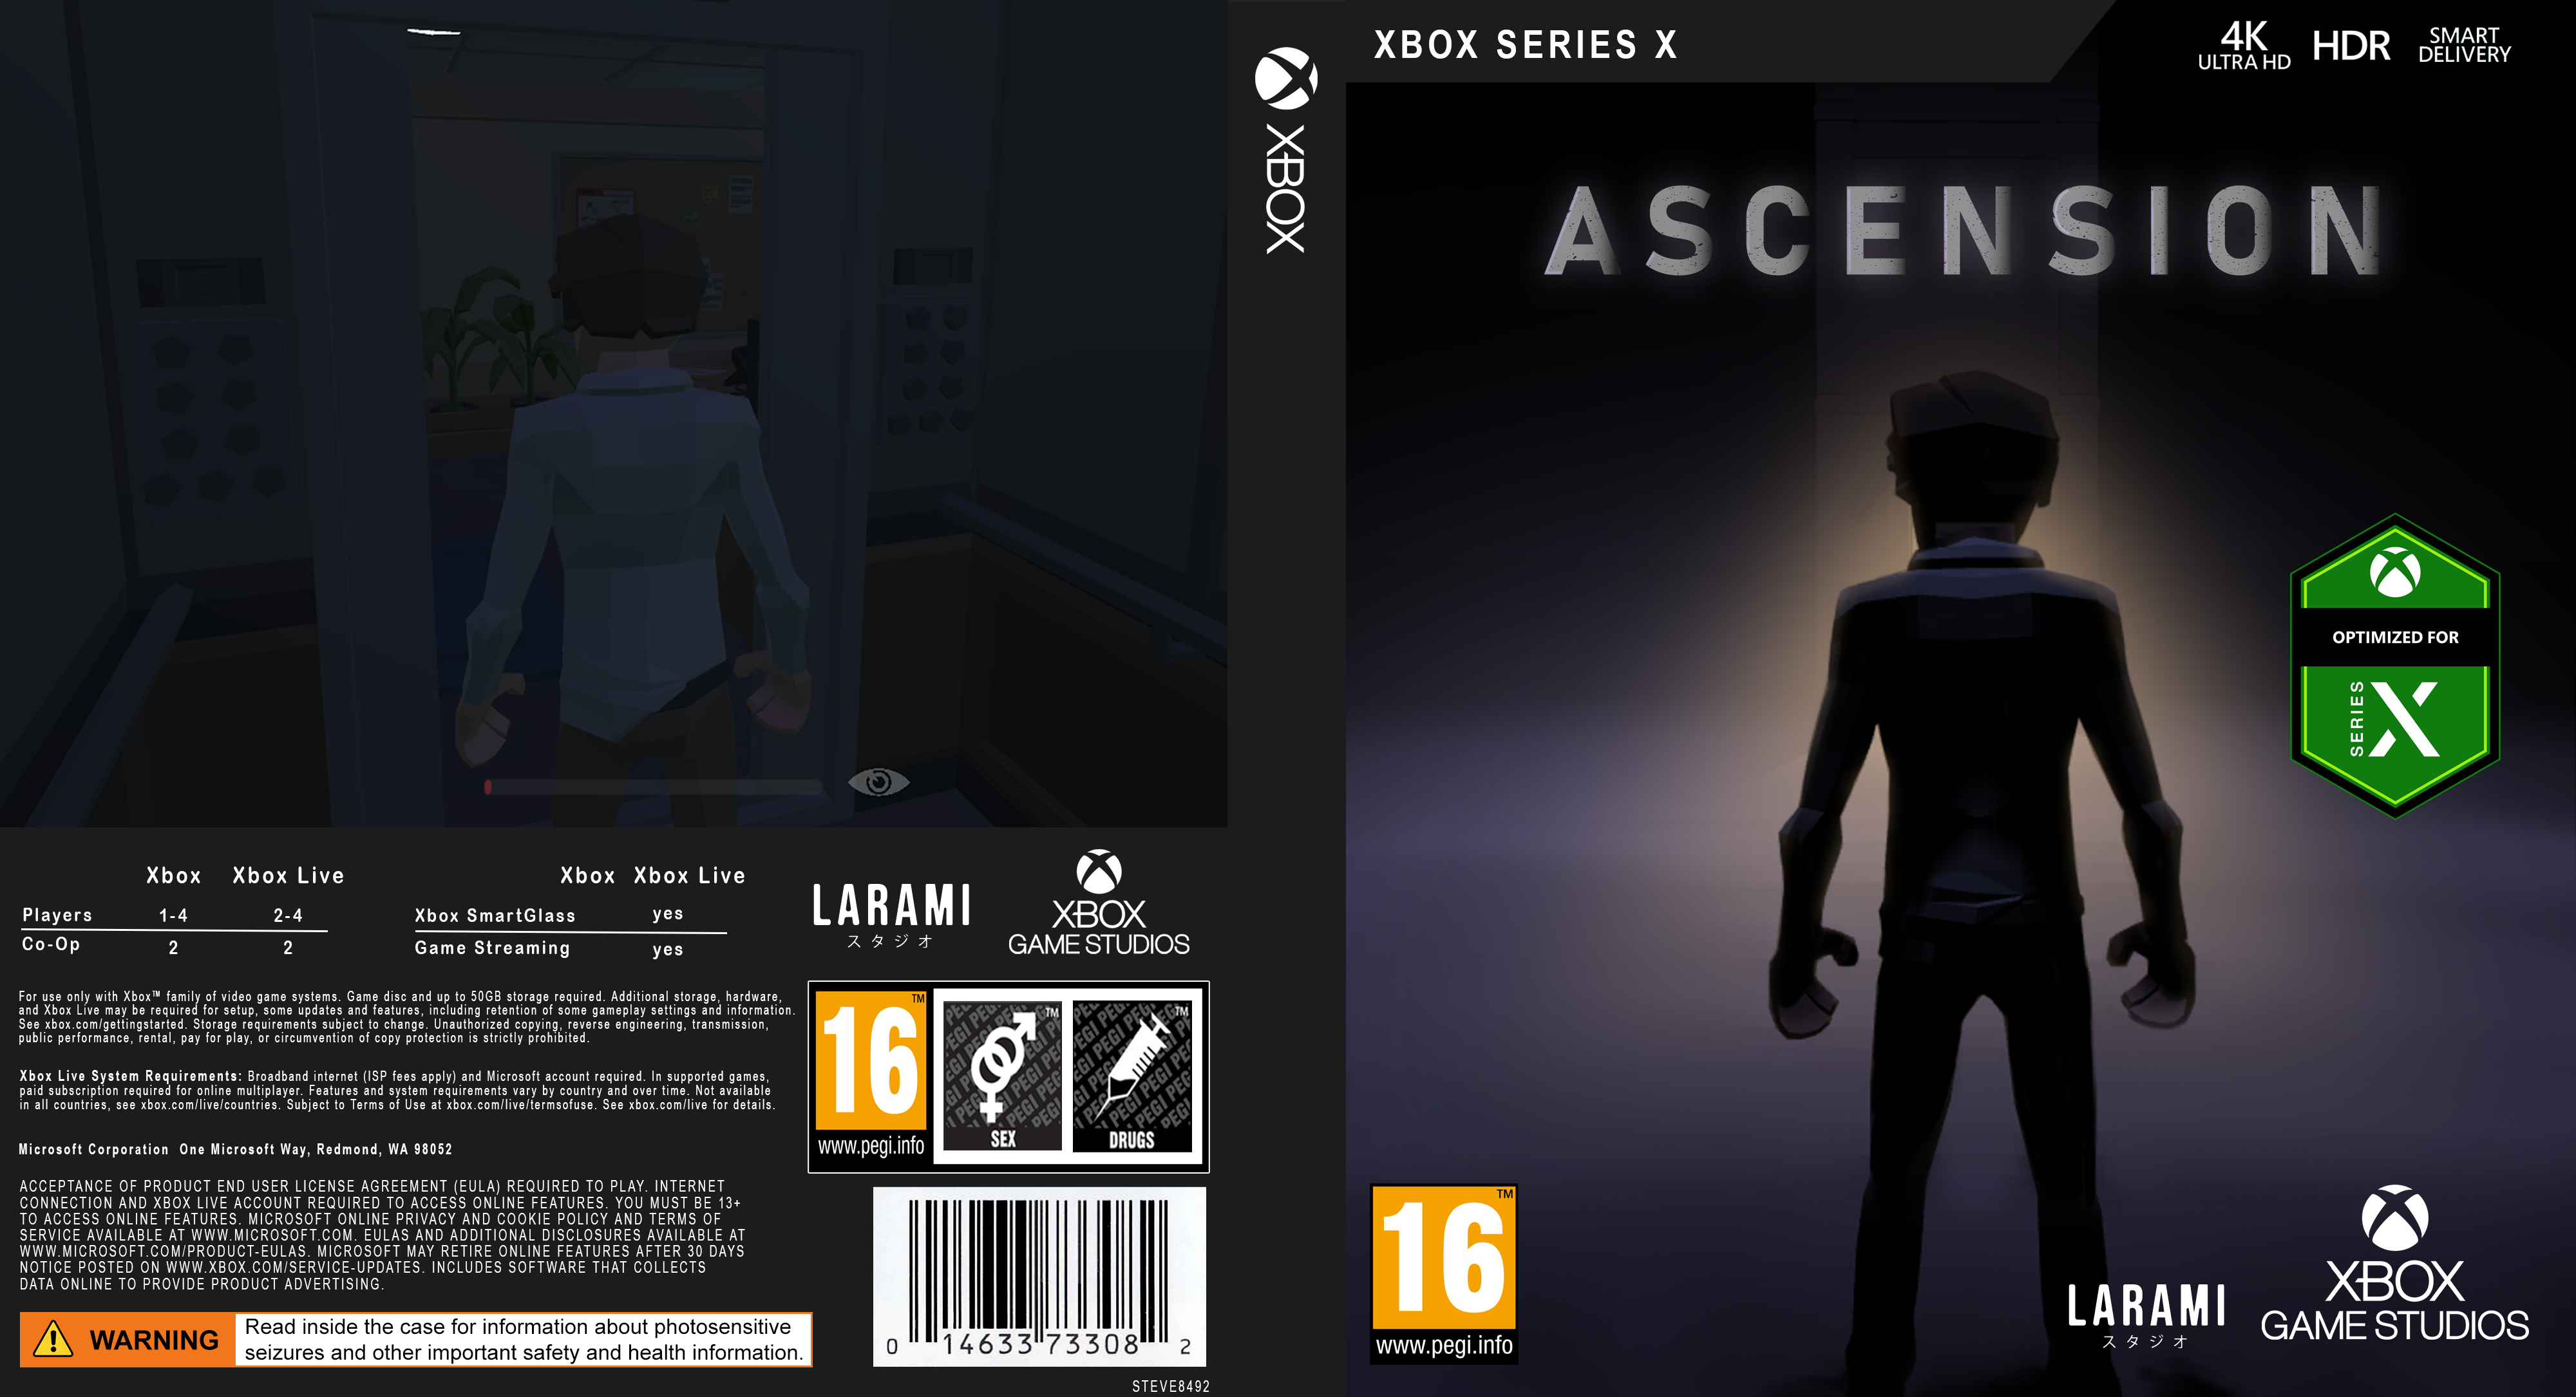 XBOX
Xbox Xbox Live
Players 1-4 2-4
Co-Op 2 2
Xbox Xbox Live
Xbox SmartGlass yes
Game Streaming yes
LARAMI
スタジオ
XBOX
GAME STUDIOS
For use only with Xbox™ family of video game systems. Game disc and up to 50GB storage required. Additional storage, hardware,
and Xbox Live may be required for setup, some updates and features, including retention of some gameplay settings and information.
See xbox.com/gettingstarted. Storage requirements subject to change. Unauthorized copying, reverse engineering, transmission,
public performance, rental, pay for play, or circumvention of copy protection is strictly prohibited.
Xbox Live System Requirements: Broadband internet (ISP fees apply) and Microsoft account required. In supported games,
paid subscription required for online multiplayer. Features and system requirements vary by country and over time. Not available
in all countries, see xbox.com/live/countries. Subject to Terms of Use at xbox.com/live/termsofuse. See xbox.com/live for details.
Microsoft Corporation One Microsoft Way, Redmond, WA 98052
ACCEPTANCE OF PRODUCT END USER LICENSE AGREEMENT (EULA) REQUIRED TO PLAY. INTERNET
CONNECTION AND XBOX LIVE ACCOUNT REQUIRED TO ACCESS ONLINE FEATURES. YOU MUST BE 13+
TO ACCESS ONLINE FEATURES. MICROSOFT ONLINE PRIVACY AND COOKIE POLICY AND TERMS OF
SERVICE AVAILABLE AT WWW.MICROSOFT.COM. EULAS AND ADDITIONAL DISCLOSURES AVAILABLE AT
WWW.MICROSOFT.COM/PRODUCT-EULAS. MICROSOFT MAY RETIRE ONLINE FEATURES AFTER 30 DAYS
NOTICE POSTED ON WWW.XBOX.COM/SERVICE-UPDATES. INCLUDES SOFTWARE THAT COLLECTS
DATA ONLINE TO PROVIDE PRODUCT ADVERTISING.
WARNING
Read inside the case for information about photosensitive
seizures and other important safety and health information.
16 ™
www.pegi.info
™
SEX
™
DRUGS
0 14633 73308 2
STEVE8492
XBOX SERIES X
4K
ULTRA HD
HDR
SMART
DELIVERY
ASCENSION
OPTIMIZED FOR
SERIES X
16 ™
www.pegi.info
LARAMI
スタジオ
XBOX
GAME STUDIOS